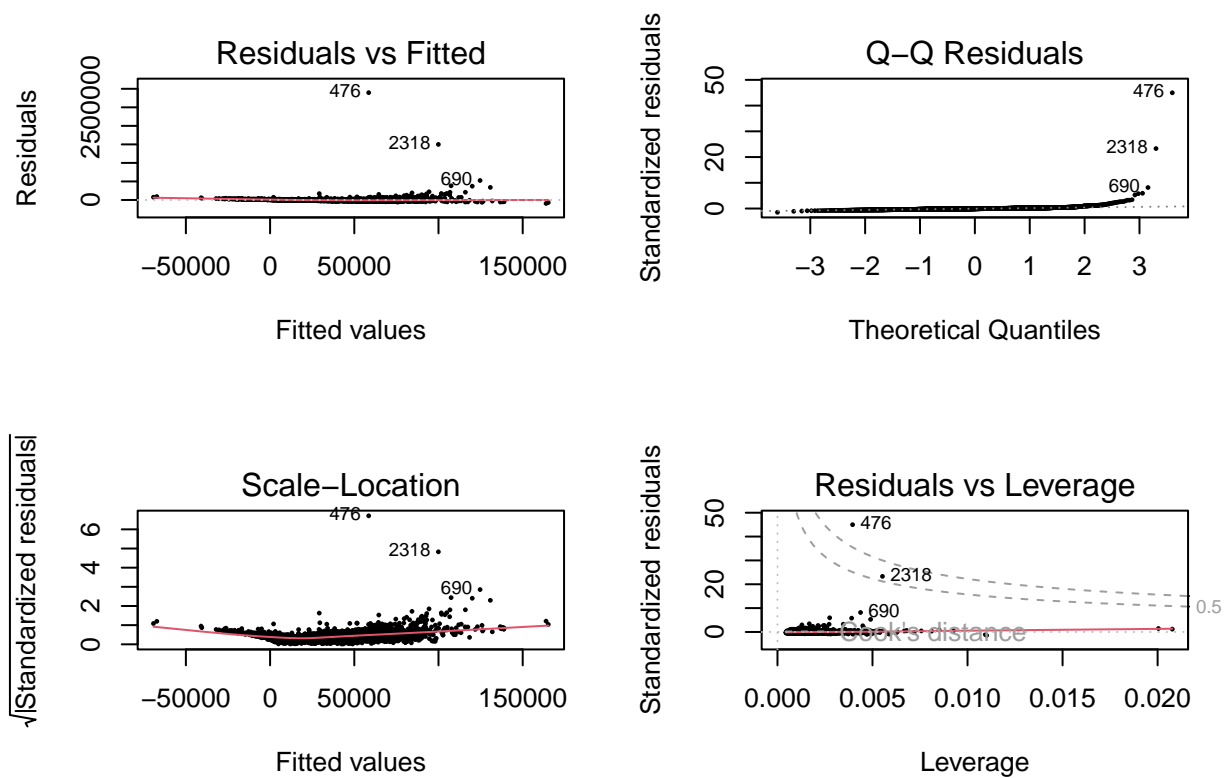 Residuals vs Fitted
Residuals
0
2500000
476
2318
690
−50000 0 50000 150000
Fitted values
Q−Q Residuals
Standardized residuals
0 20 50
476
2318
690
−3 −2 −1 0 1 2 3
Theoretical Quantiles
Scale−Location
√|Standardized residuals|
0 2 4 6
476
2318
690
−50000 0 50000 150000
Fitted values
Residuals vs Leverage
Standardized residuals
0 20 50
476
2318
690
0.5
Cook's distance
0.000 0.005 0.010 0.015 0.020
Leverage